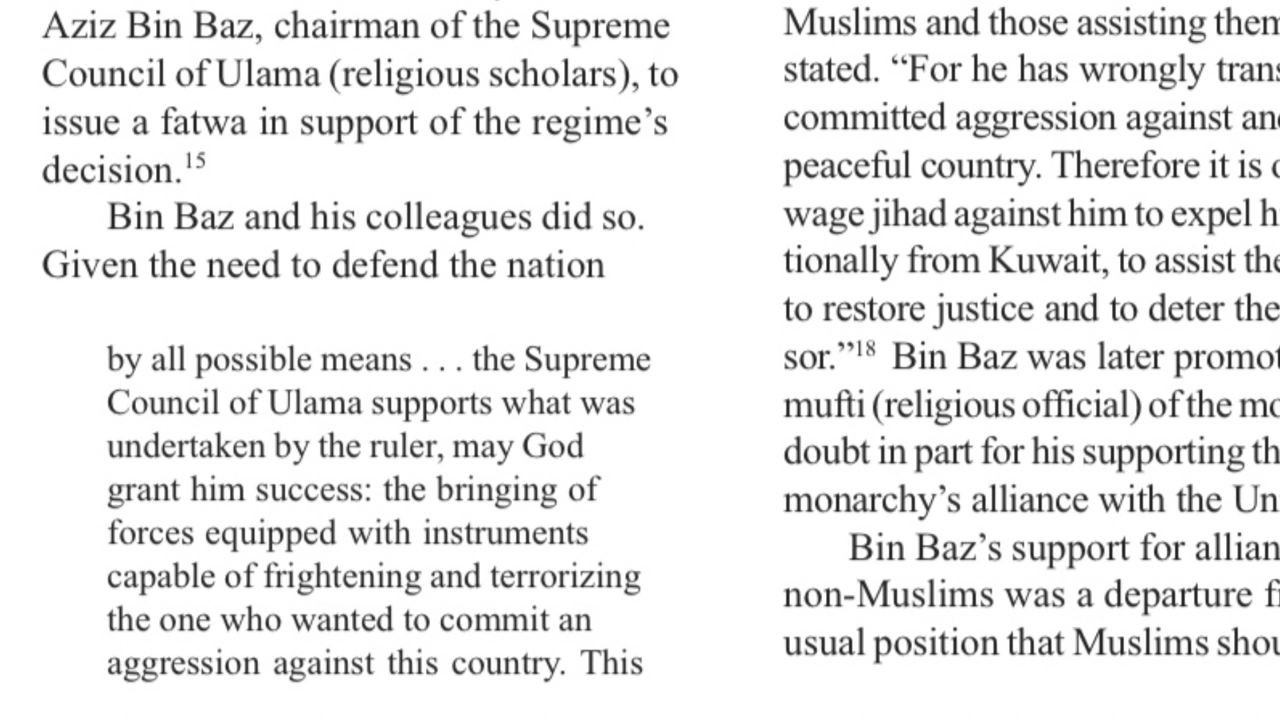 Aziz Bin Baz, chairman of the Supreme
Council of Ulama (religious scholars), to
issue a fatwa in support of the regime’s
decision.15
Bin Baz and his colleagues did so.
Given the need to defend the nation
by all possible means . . . the Supreme
Council of Ulama supports what was
undertaken by the ruler, may God
grant him success: the bringing of
forces equipped with instruments
capable of frightening and terrorizing
the one who wanted to commit an
aggression against this country. This
Muslims and those assisting
stated. “For he has wrongly
committed aggression against
peaceful country. Therefore it is
wage jihad against him to expel
tionally from Kuwait, to assist
to restore justice and to deter the
sor.”18 Bin Baz was later
mufti (religious official) of the
doubt in part for his supporting
monarchy’s alliance with the
Bin Baz’s support for
non-Muslims was a departure
usual position that Muslims